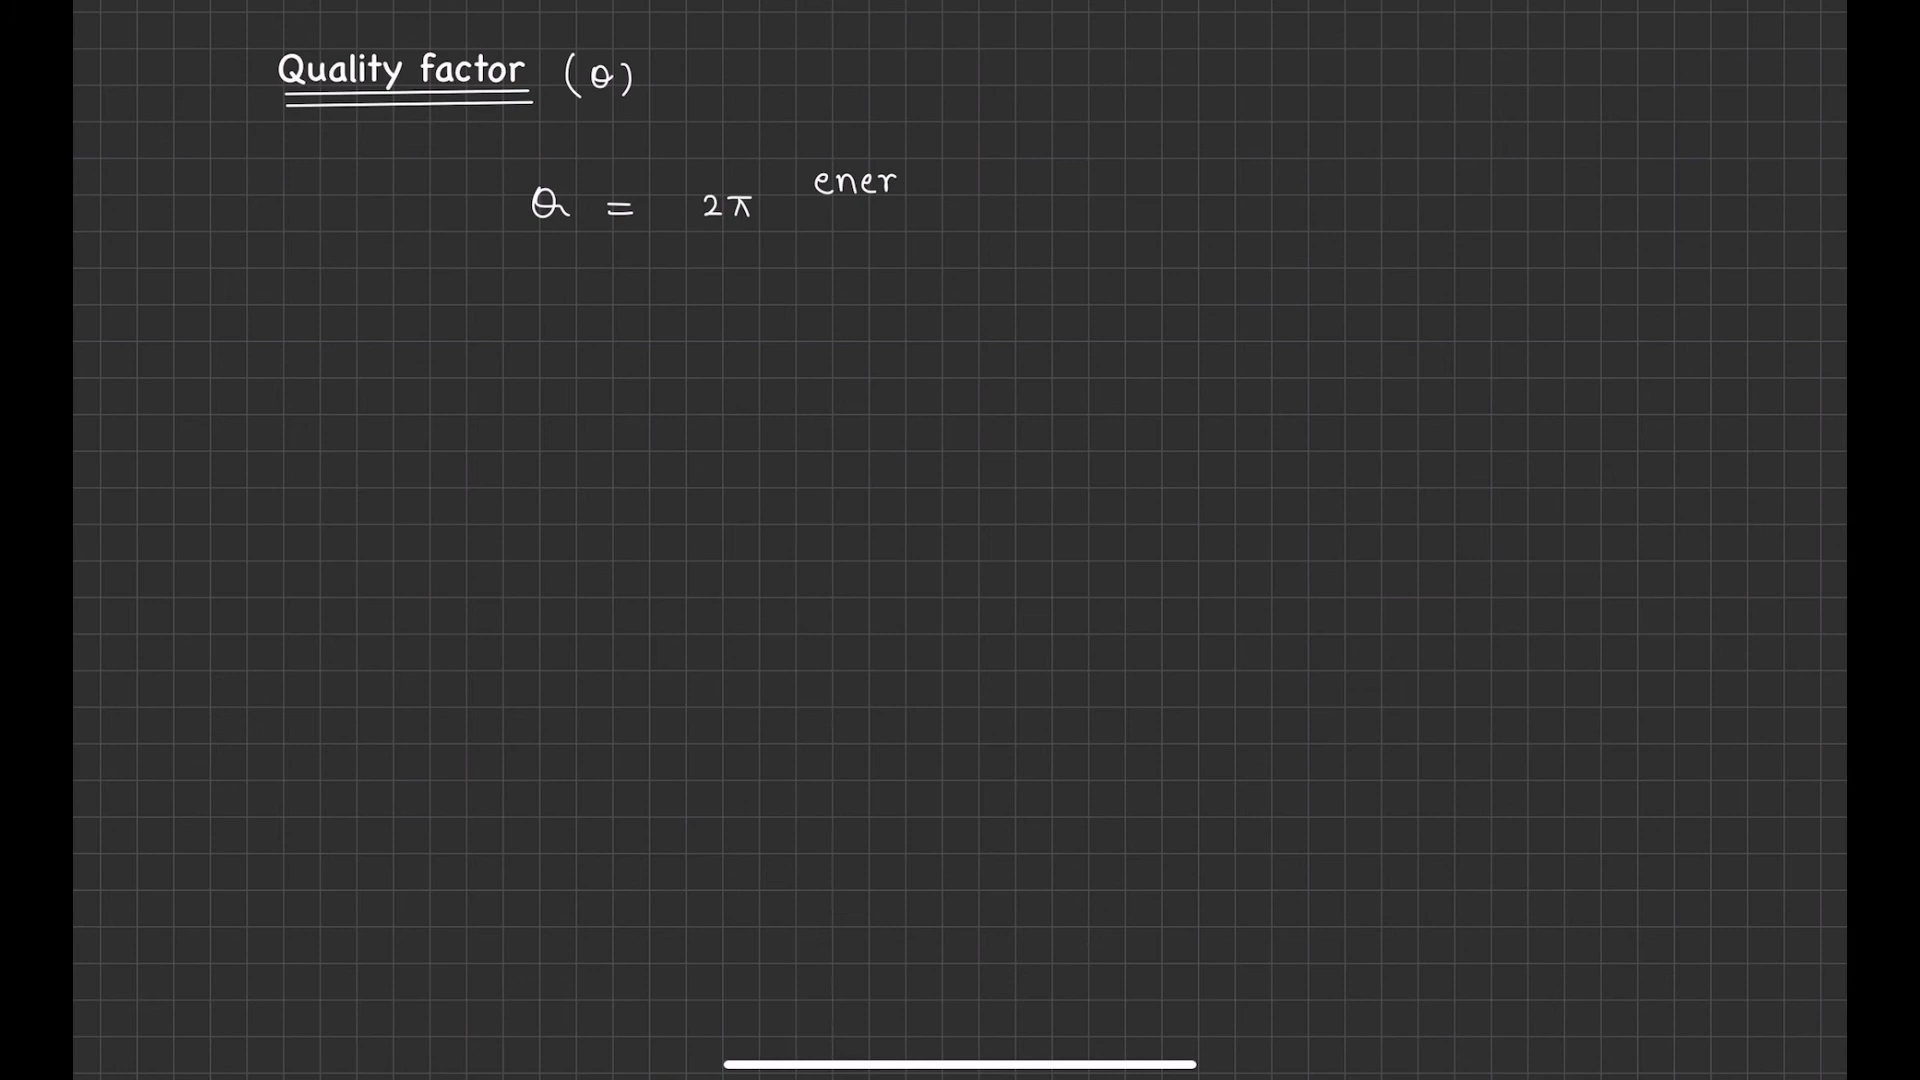 Quality factor (Q)
ener
Q = 2π